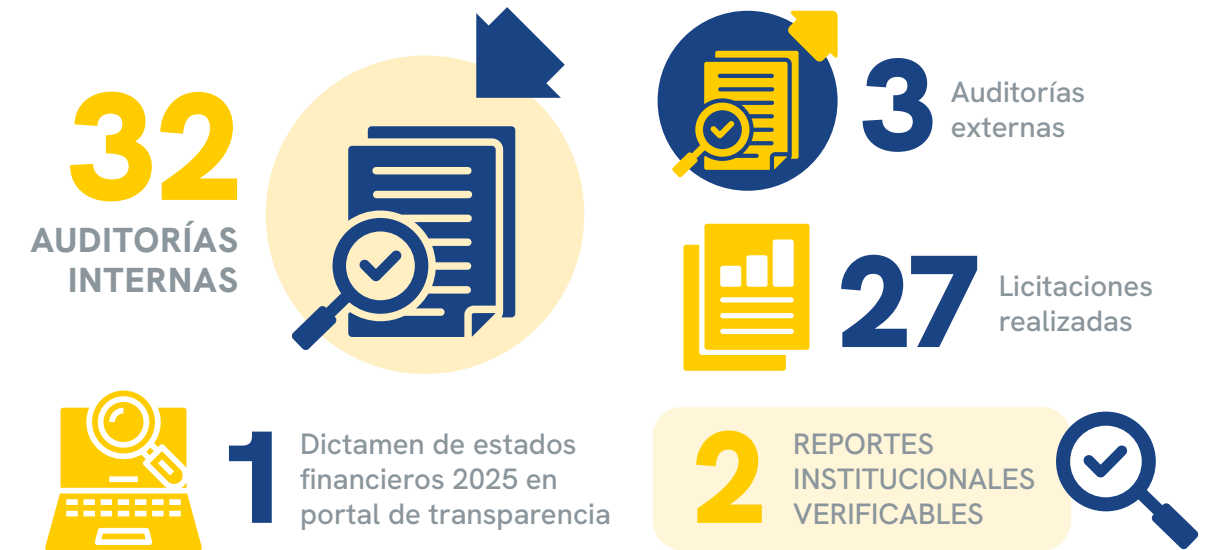 32
AUDITORÍAS
INTERNAS
3
Auditorías
externas
27
Licitaciones
realizadas
1
Dictamen de estados
financieros 2025 en
portal de transparencia
2
REPORTES
INSTITUCIONALES
VERIFICABLES